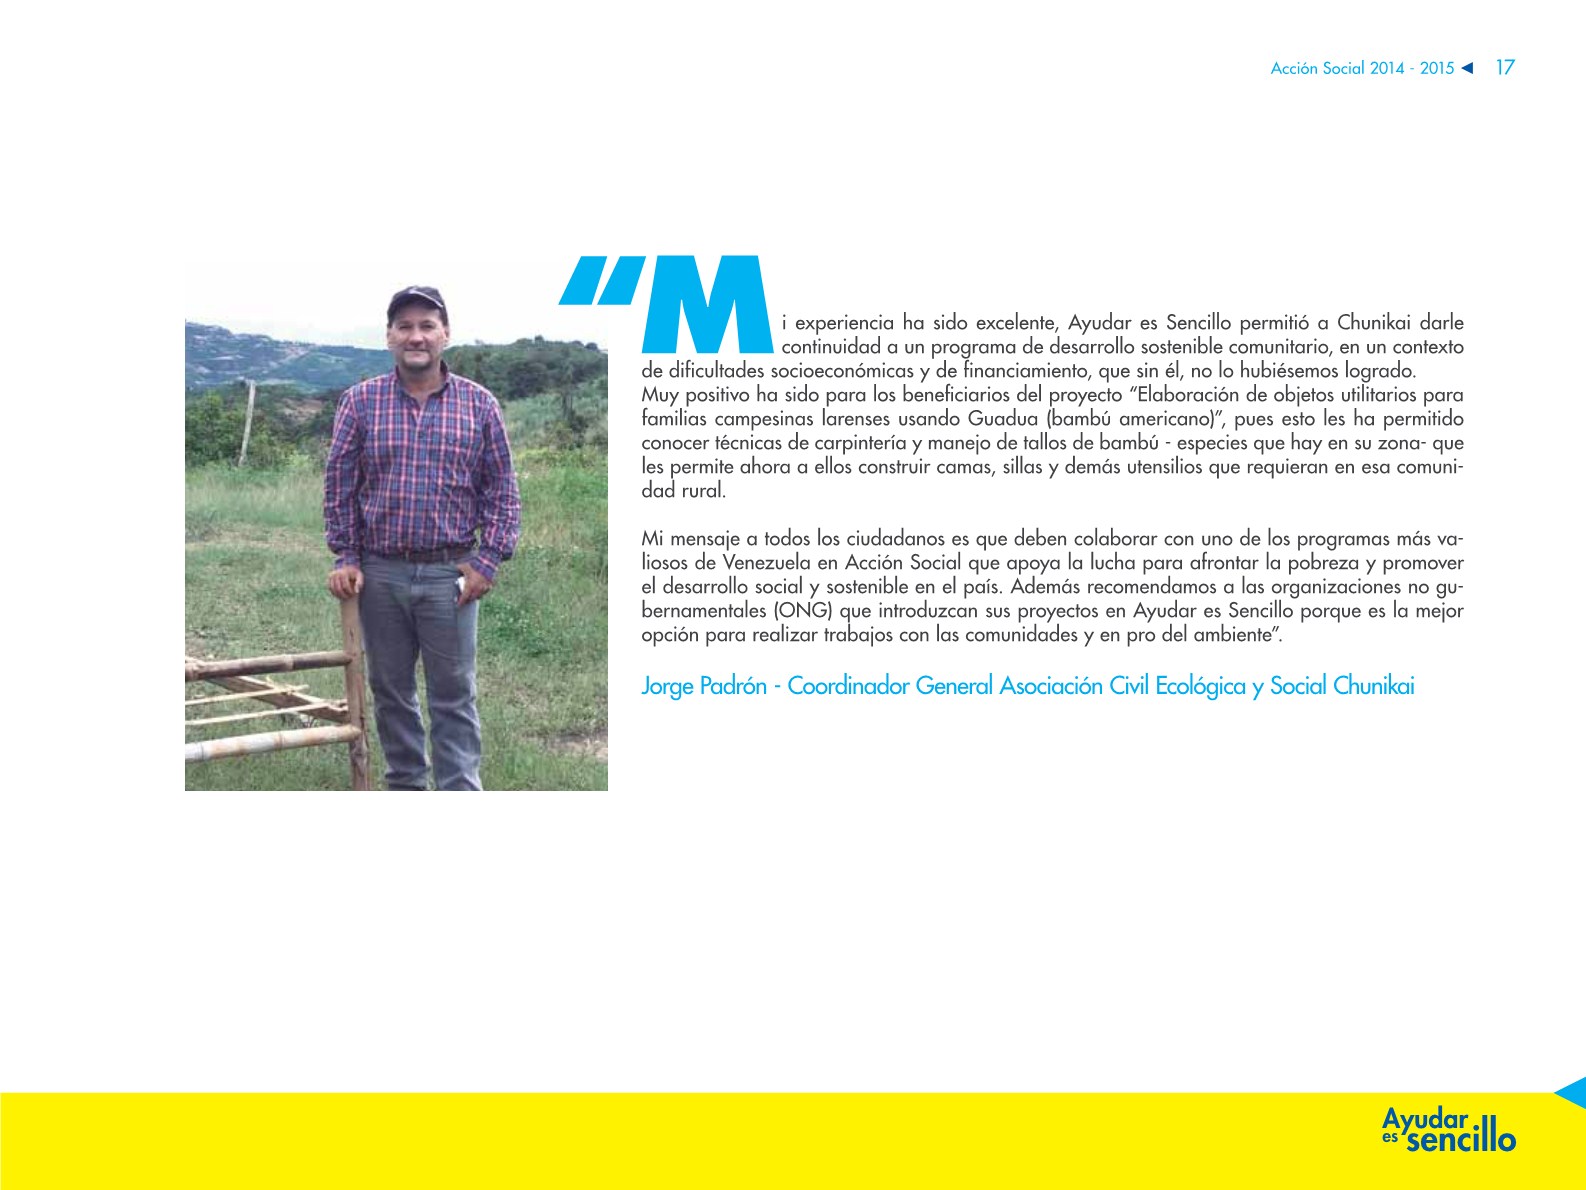 Acción Social 2014 - 2015 17
“Mi experiencia ha sido excelente, Ayudar es Sencillo permitió a Chunikai darle
continuidad a un programa de desarrollo sostenible comunitario, en un contexto
de dificultades socioeconómicas y de financiamiento, que sin él, no lo hubiésemos logrado.
Muy positivo ha sido para los beneficiarios del proyecto “Elaboración de objetos utilitarios para
familias campesinas larenses usando Guadua (bambú americano)”, pues esto les ha permitido
conocer técnicas de carpintería y manejo de tallos de bambú - especies que hay en su zona- que
les permite ahora a ellos construir camas, sillas y demás utensilios que requieran en esa comuni-
dad rural.
Mi mensaje a todos los ciudadanos es que deben colaborar con uno de los programas más va-
liosos de Venezuela en Acción Social que apoya la lucha para afrontar la pobreza y promover
el desarrollo social y sostenible en el país. Además recomendamos a las organizaciones no gu-
bernamentales (ONG) que introduzcan sus proyectos en Ayudar es Sencillo porque es la mejor
opción para realizar trabajos con las comunidades y en pro del ambiente”.
Jorge Padrón - Coordinador General Asociación Civil Ecológica y Social Chunikai
Ayudar
es sencillo